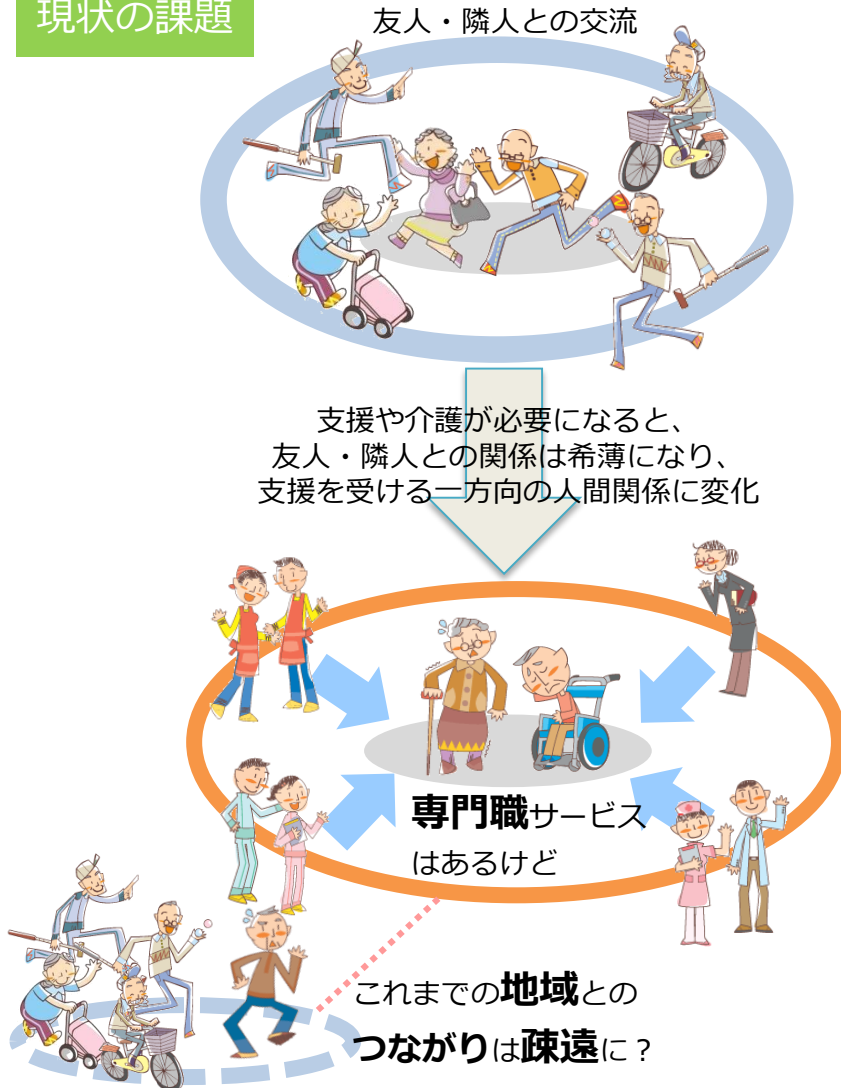 現状の課題
友人・隣人との交流
支援や介護が必要になると、
友人・隣人との関係は希薄になり、
支援を受ける一方向の人間関係に変化
専門職サービス
はあるけど
これまでの地域との
つながりは疎遠に？